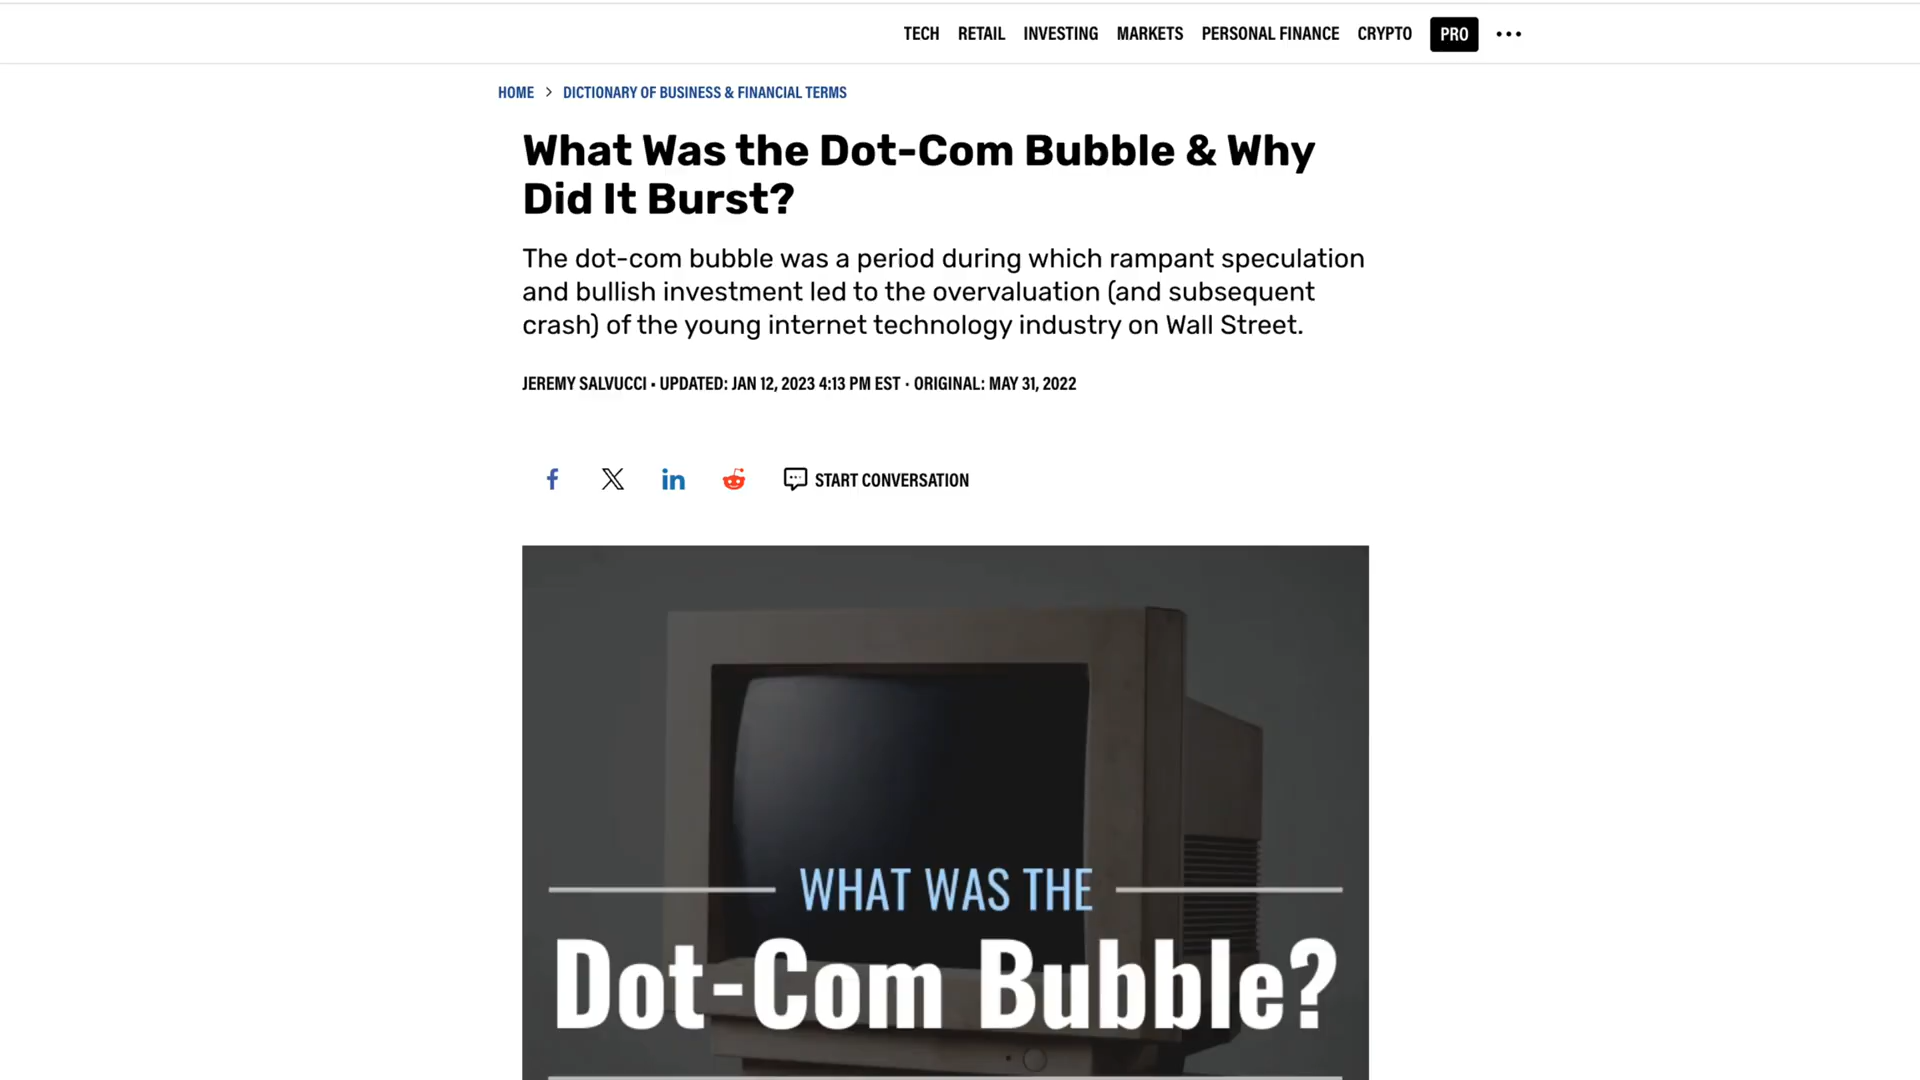 TECH RETAIL INVESTING MARKETS PERSONAL FINANCE CRYPTO PRO
HOME > DICTIONARY OF BUSINESS & FINANCIAL TERMS
What Was the Dot-Com Bubble & Why
Did It Burst?
The dot-com bubble was a period during which rampant speculation
and bullish investment led to the overvaluation (and subsequent
crash) of the young internet technology industry on Wall Street.
JEREMY SALVUCCI • UPDATED: JAN 12, 2023 4:13 PM EST • ORIGINAL: MAY 31, 2022
START CONVERSATION
WHAT WAS THE
Dot-Com Bubble?